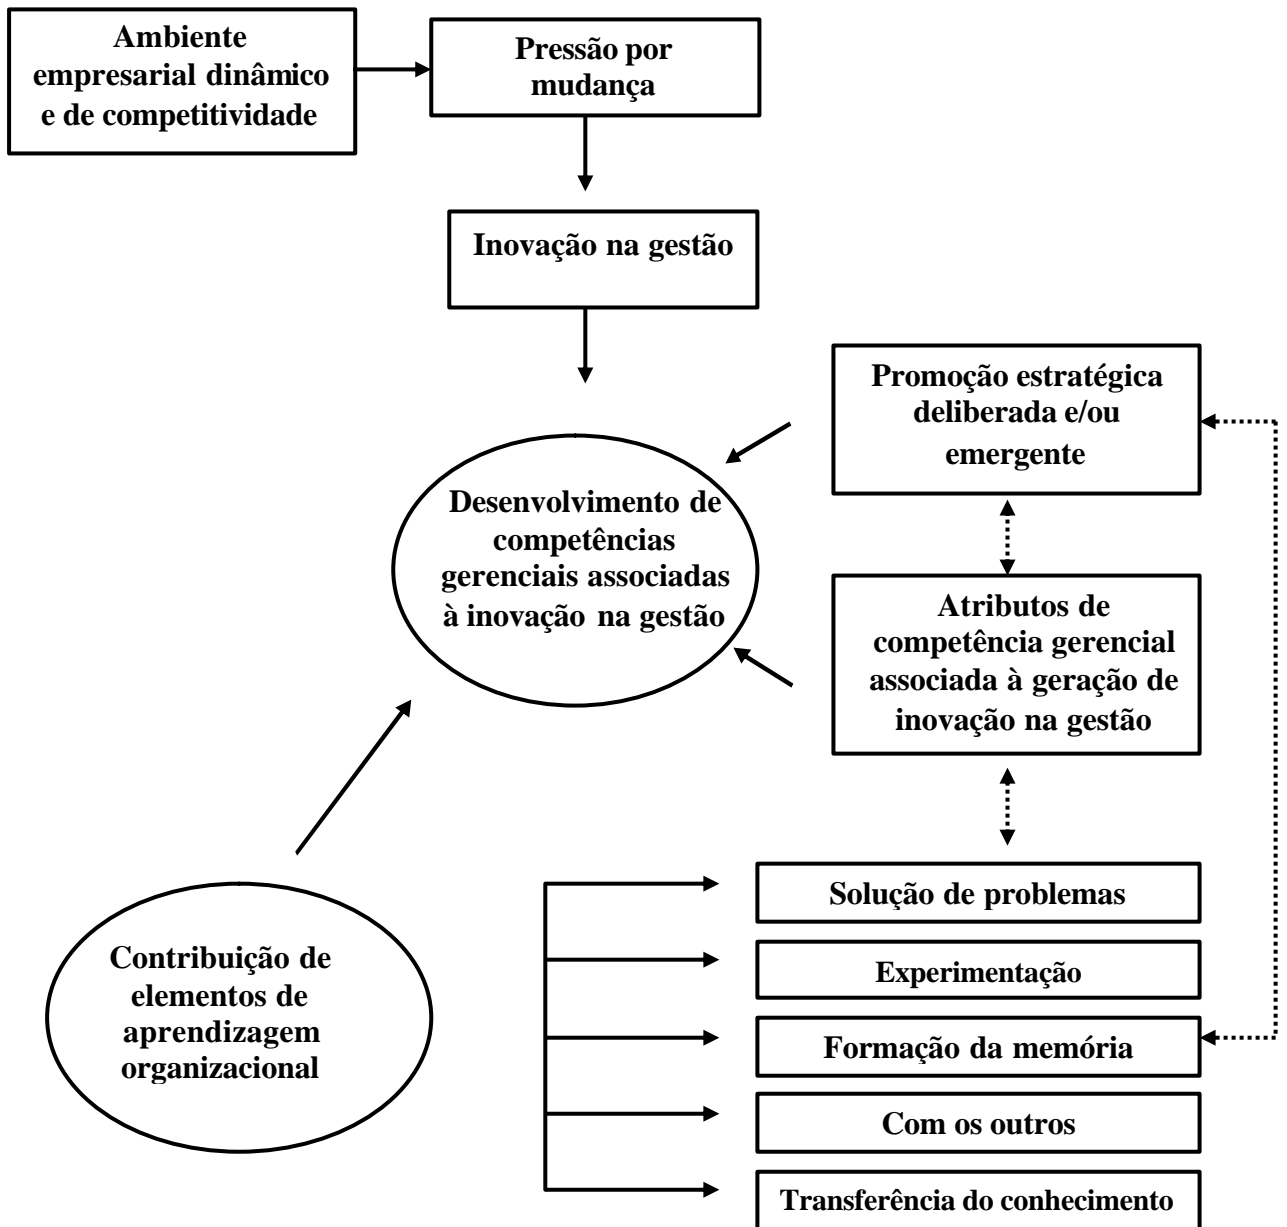 Ambiente
empresarial dinâmico
e de competitividade
Pressão por
mudança
Inovação na gestão
Promoção estratégica
deliberada e/ou
emergente
Desenvolvimento de
competências
gerenciais associadas
à inovação na gestão
Atributos de
competência gerencial
associada à geração de
inovação na gestão
Contribuição de
elementos de
aprendizagem
organizacional
Solução de problemas
Experimentação
Formação da memória
Com os outros
Transferência do conhecimento